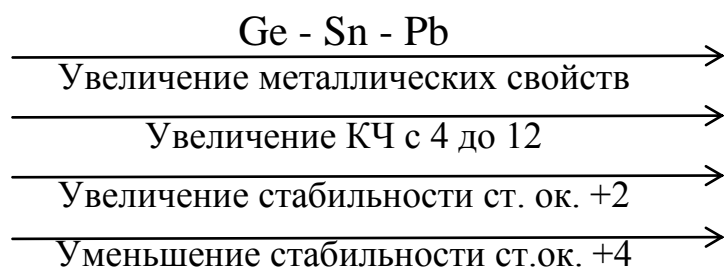 Ge - Sn - Pb
Увеличение металлических свойств
Увеличение КЧ с 4 до 12
Увеличение стабильности ст. ок. +2
Уменьшение стабильности ст.ок. +4